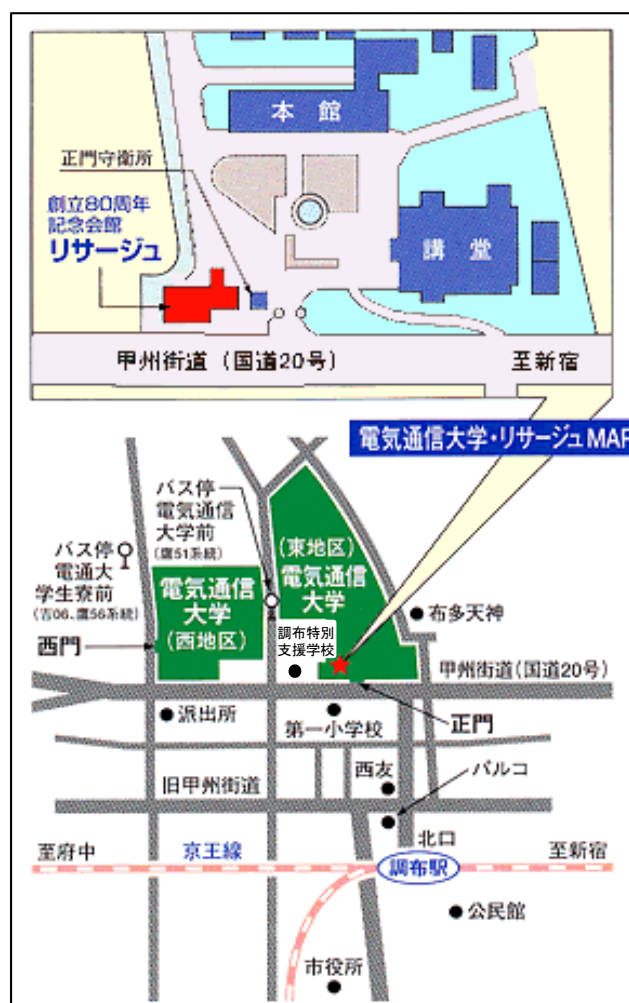 本館
正門守衛所
創立80周年
記念会館
リサージュ
講堂
甲州街道（国道20号）
至新宿
電気通信大学・リサージュMAP
バス停
電気通信
大学前
(鷹51系統)
バス停
電通大
学生寮前
(吉06、鷹56系統)
(東地区)
電気通信
大学
電気通信
大学
(西地区)
布多天神
調布特別
支援学校
西門
甲州街道(国道20号)
派出所
第一小学校
正門
西友
パルコ
旧甲州街道
北口
至府中
京王線
調布駅
至新宿
公民館
市役所